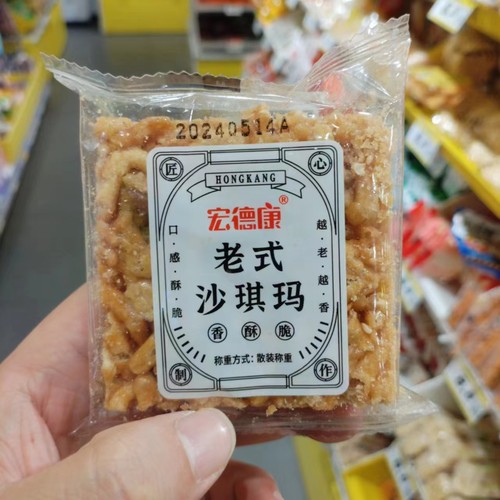 20240514A
匠心
HONGKANG
宏德康®
口·感·酥·脆
越·老·越·香
老式
沙琪玛
香酥脆
称重方式:散装称重
制作